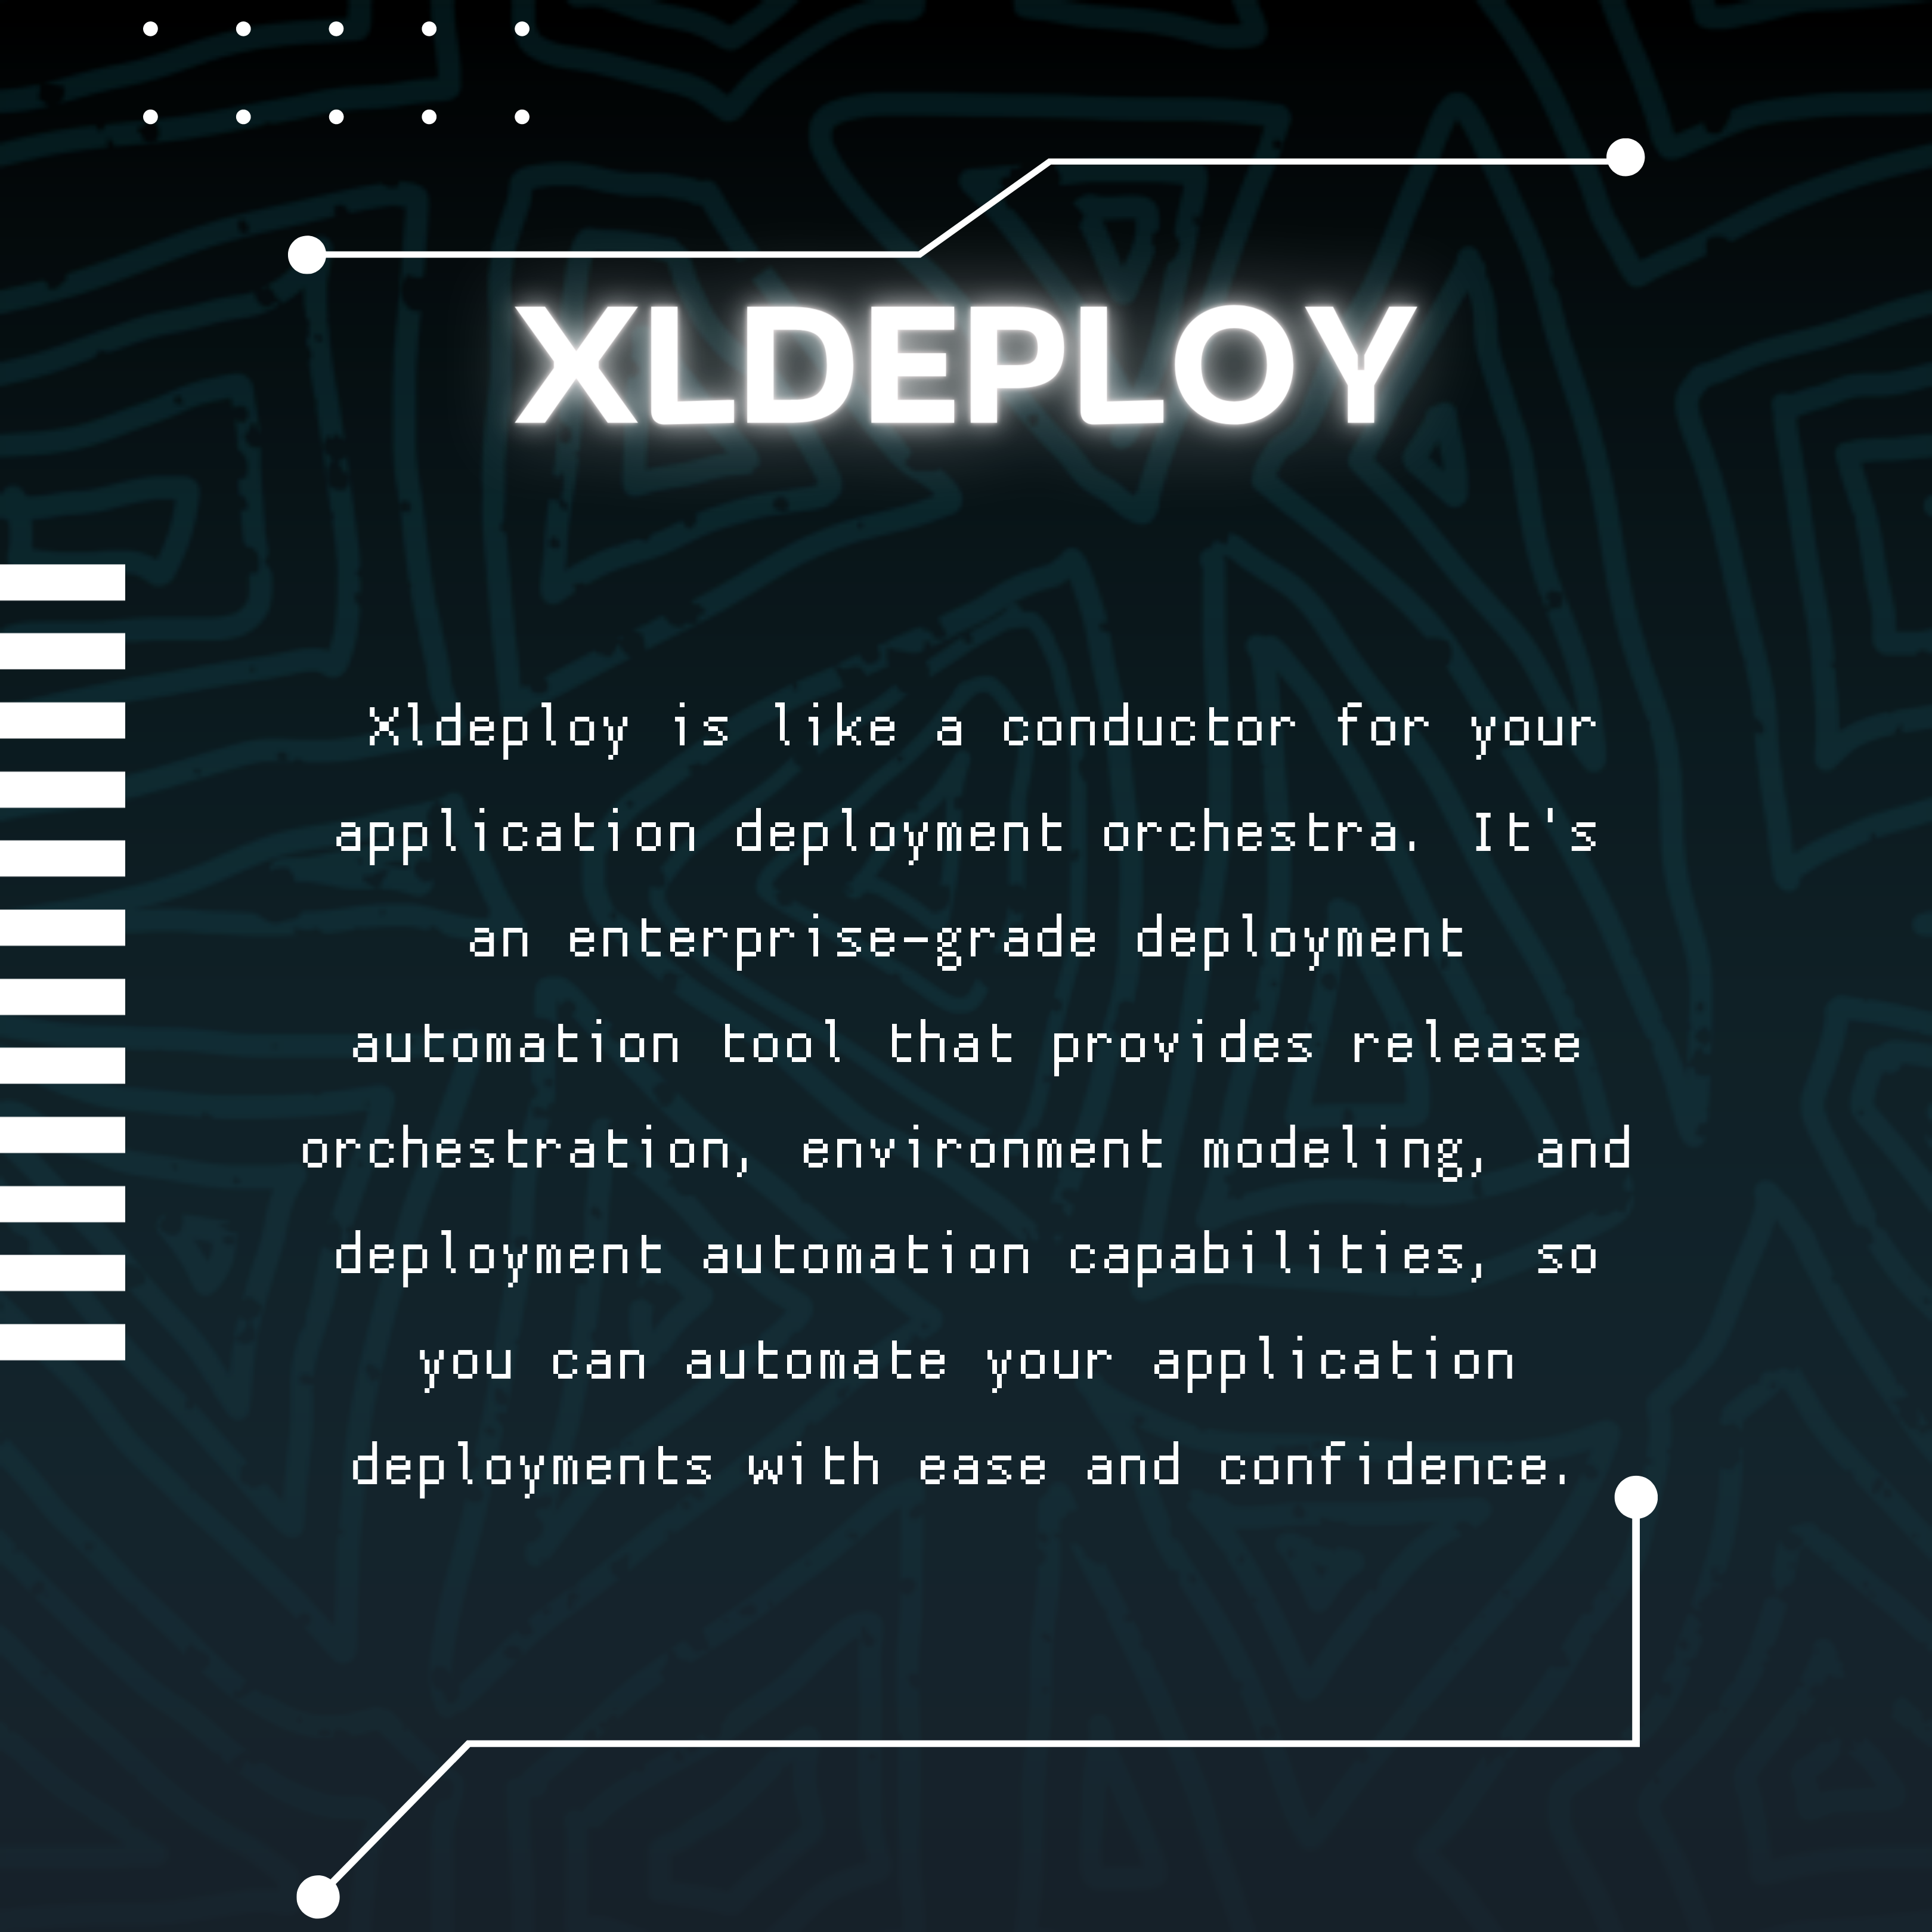 XLDEPLOY
Xldeploy is like a conductor for your
application deployment orchestra. It's
an enterprise-grade deployment
automation tool that provides release
orchestration, environment modeling, and
deployment automation capabilities, so
you can automate your application
deployments with ease and confidence.